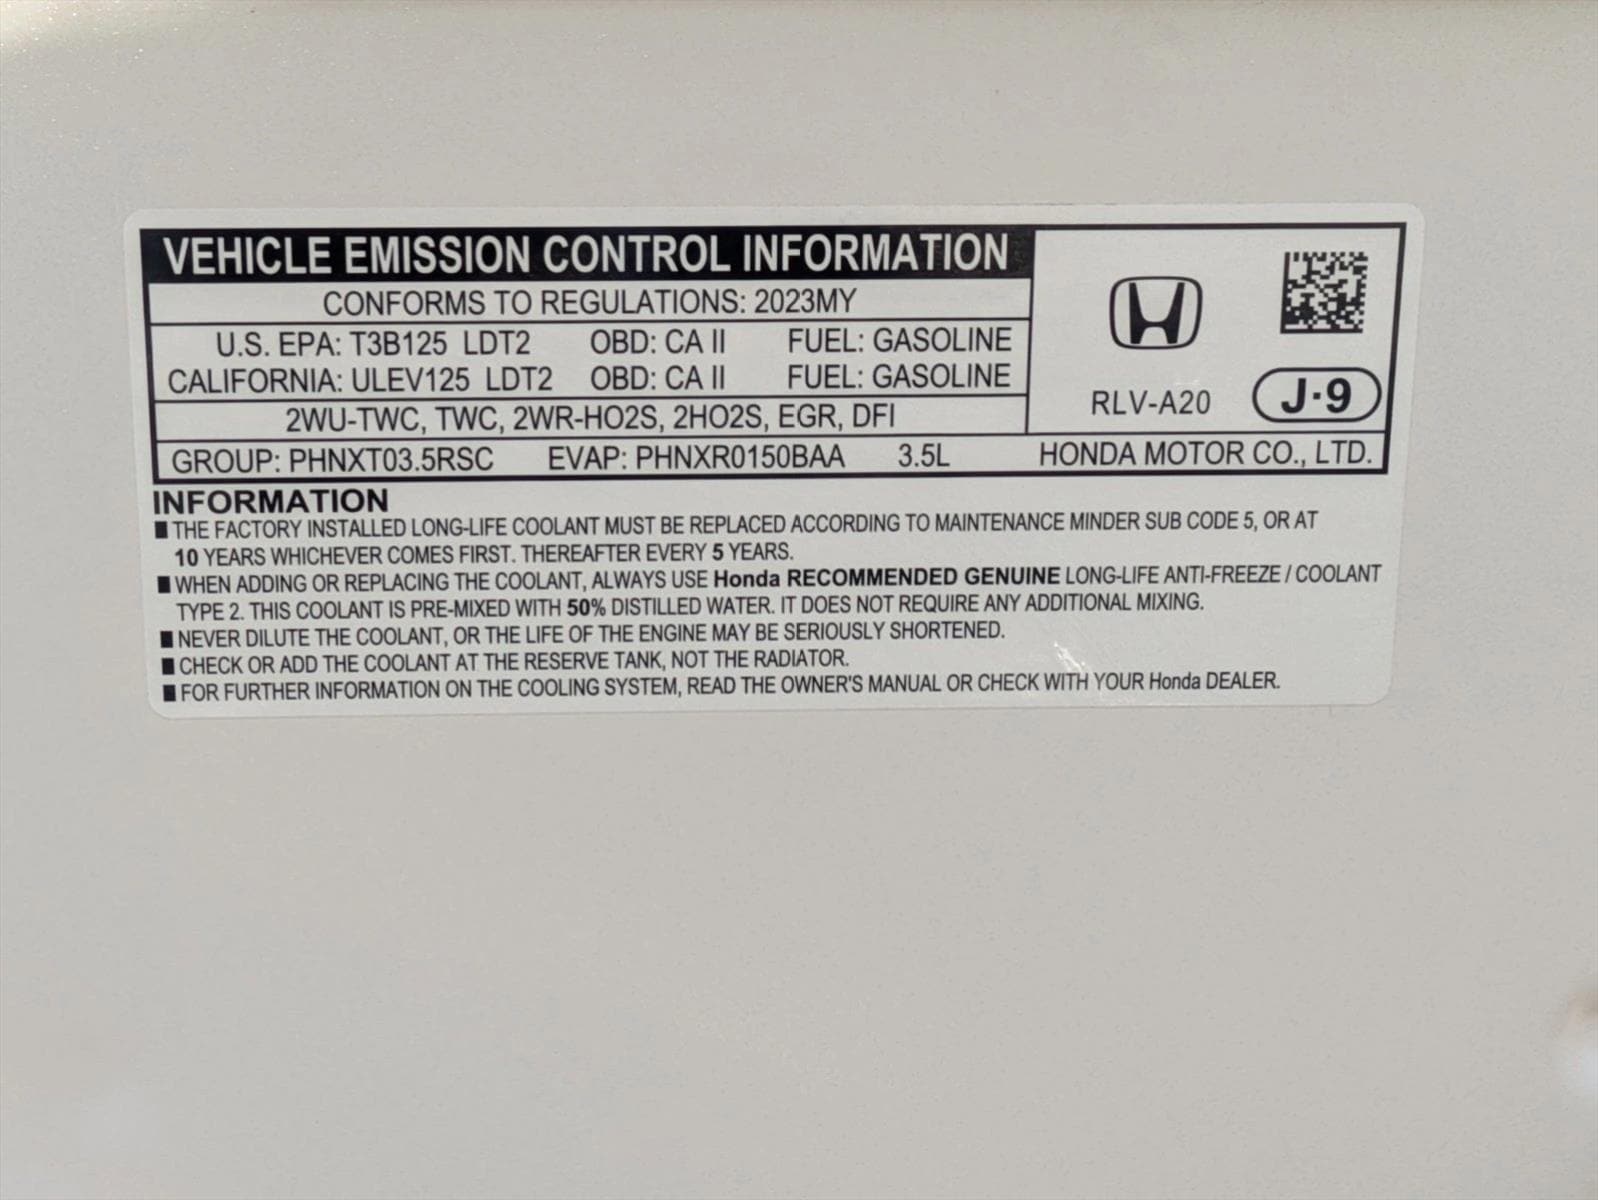 VEHICLE EMISSION CONTROL INFORMATION
CONFORMS TO REGULATIONS: 2023MY
U.S. EPA: T3B125 LDT2 OBD: CA II FUEL: GASOLINE
CALIFORNIA: ULEV125 LDT2 OBD: CA II FUEL: GASOLINE
2WU-TWC, TWC, 2WR-HO2S, 2HO2S, EGR, DFI
RLV-A20 J·9
GROUP: PHNXT03.5RSC EVAP: PHNXR0150BAA 3.5L HONDA MOTOR CO., LTD.
INFORMATION
■ THE FACTORY INSTALLED LONG-LIFE COOLANT MUST BE REPLACED ACCORDING TO MAINTENANCE MINDER SUB CODE 5, OR AT
10 YEARS WHICHEVER COMES FIRST. THEREAFTER EVERY 5 YEARS.
■ WHEN ADDING OR REPLACING THE COOLANT, ALWAYS USE Honda RECOMMENDED GENUINE LONG-LIFE ANTI-FREEZE / COOLANT
TYPE 2. THIS COOLANT IS PRE-MIXED WITH 50% DISTILLED WATER. IT DOES NOT REQUIRE ANY ADDITIONAL MIXING.
■ NEVER DILUTE THE COOLANT, OR THE LIFE OF THE ENGINE MAY BE SERIOUSLY SHORTENED.
■ CHECK OR ADD THE COOLANT AT THE RESERVE TANK, NOT THE RADIATOR.
■ FOR FURTHER INFORMATION ON THE COOLING SYSTEM, READ THE OWNER'S MANUAL OR CHECK WITH YOUR Honda DEALER.